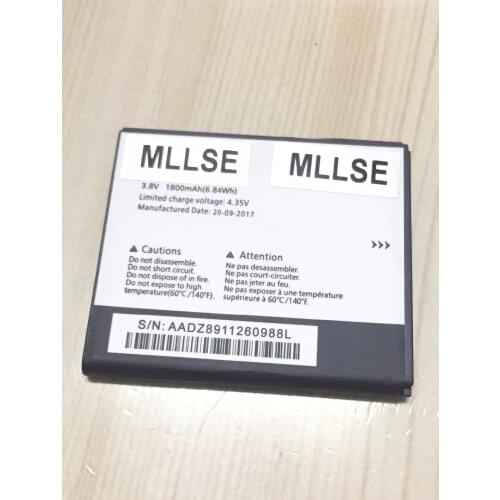 MLLSE
MLLSE
3.8V 1800mAh(6.84Wh)
Limited charge voltage: 4.35V
Manufactured Date: 20-09-2017
>>>
Cautions
Do not disassemble.
Do not short circuit.
Do not dispose of in fire.
Do not expose to high
temperature(60°C/140°F).
Attention
Ne pas desassembler.
Ne pas court-circuiter.
Ne pas jeter au feu.
Ne pas exposer à une température
supérieure à 60°C/140°F.
S/N: AADZ8911260988L